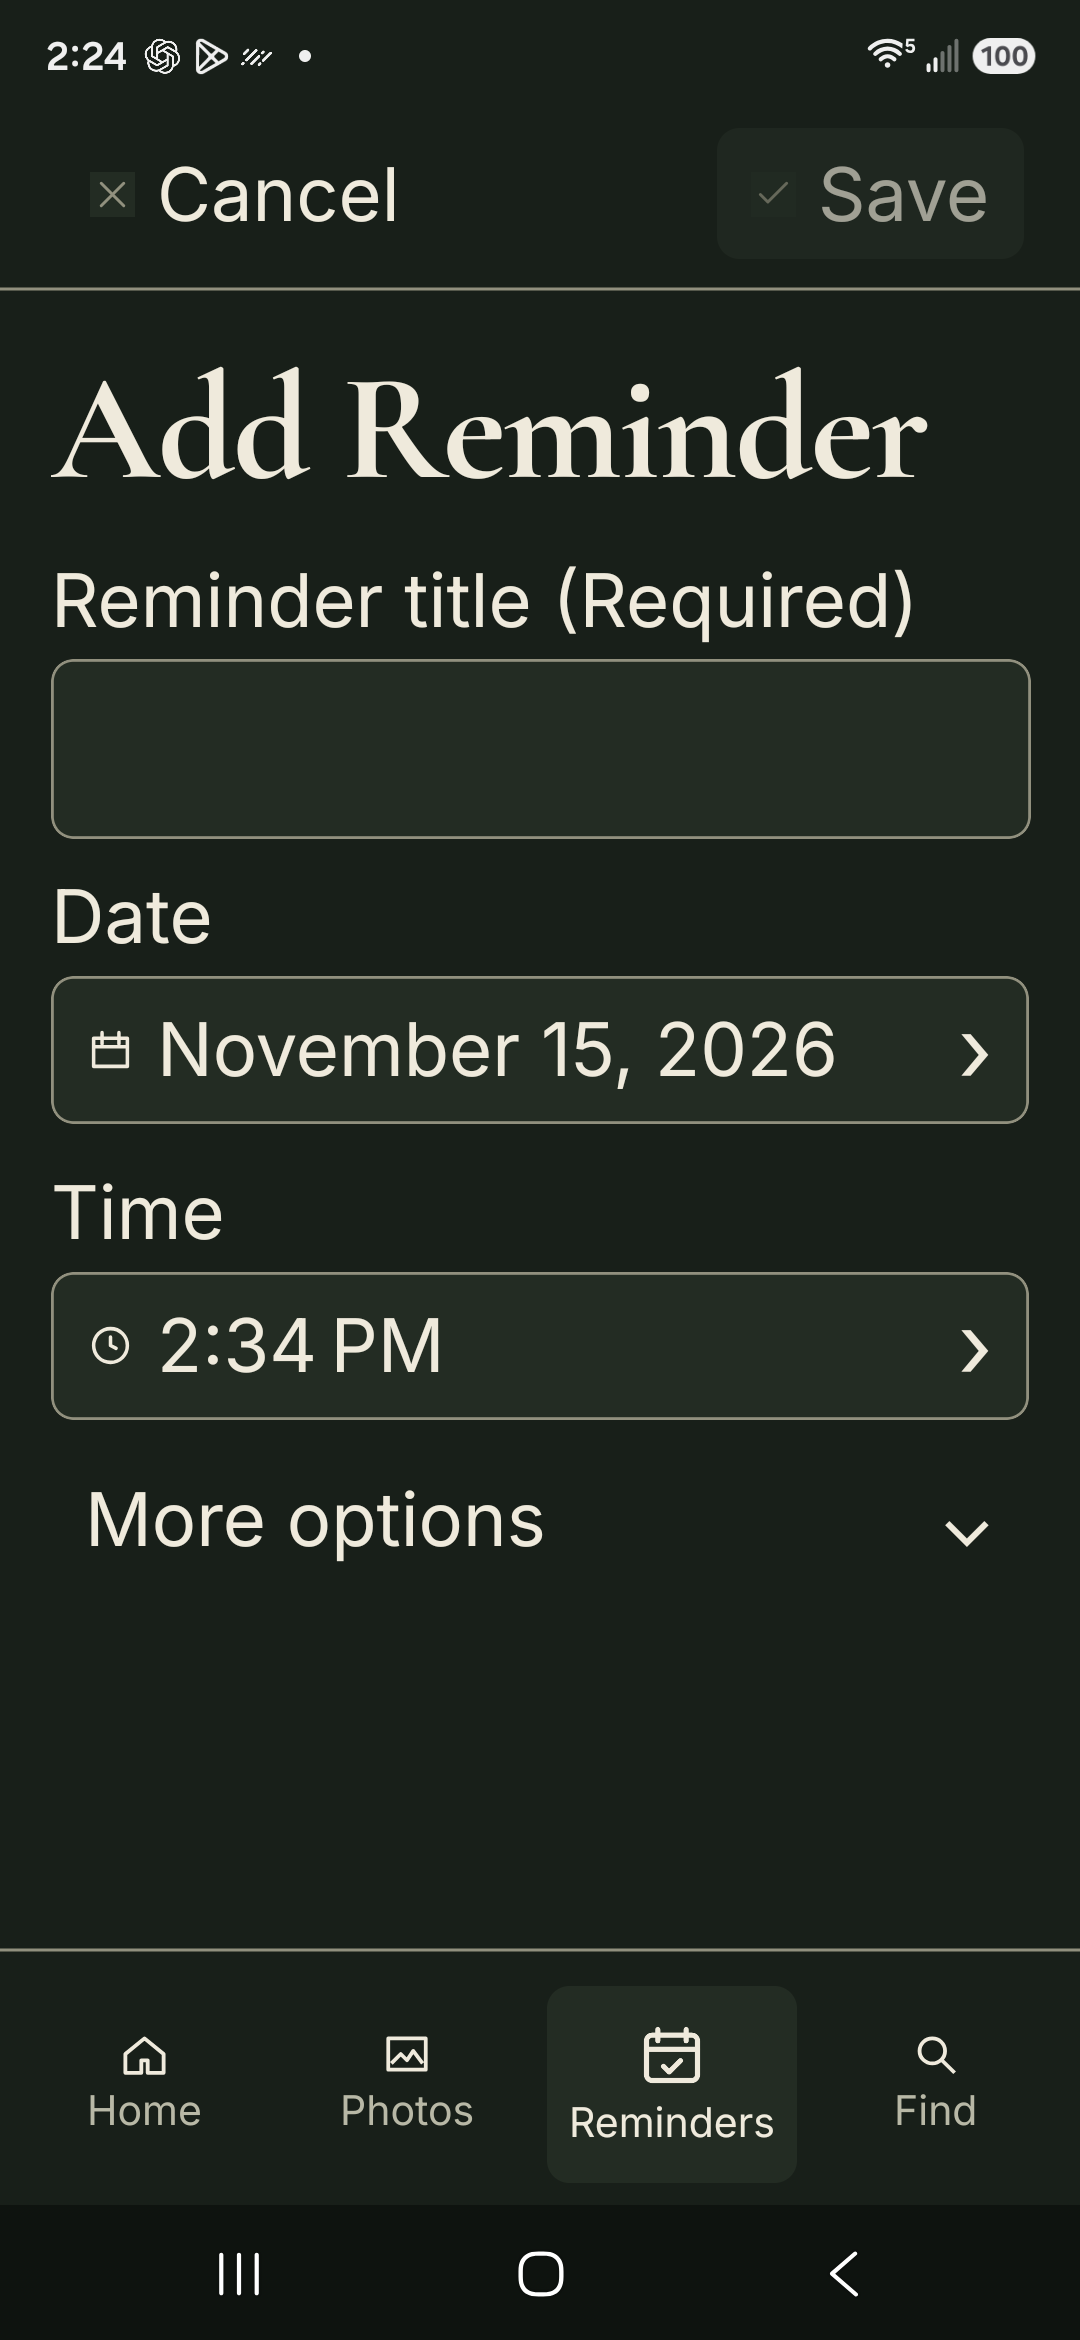 2:24
5
100
Cancel
Save
Add Reminder
Reminder title (Required)
Date
November 15, 2026
Time
2:34 PM
More options
Home
Photos
Reminders
Find